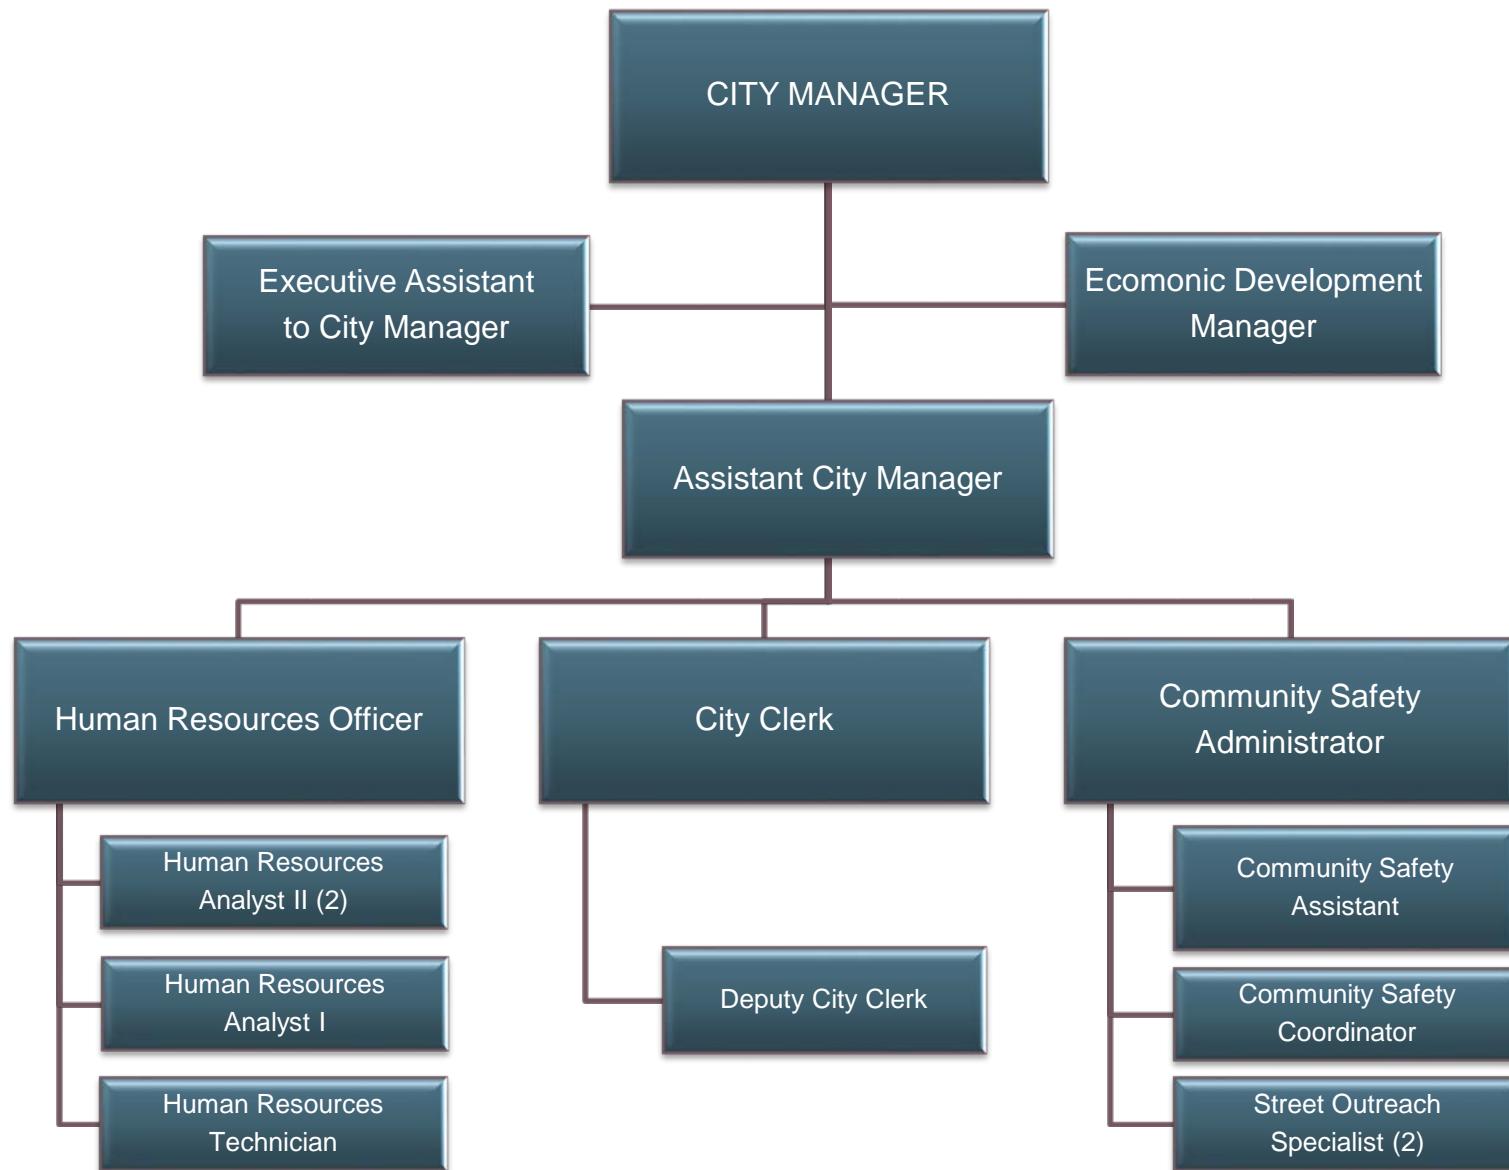 CITY MANAGER
Executive Assistant
to City Manager
Ecomonic Development
Manager
Assistant City Manager
Human Resources Officer
City Clerk
Community Safety
Administrator
Human Resources
Analyst II (2)
Human Resources
Analyst I
Human Resources
Technician
Deputy City Clerk
Community Safety
Assistant
Community Safety
Coordinator
Street Outreach
Specialist (2)